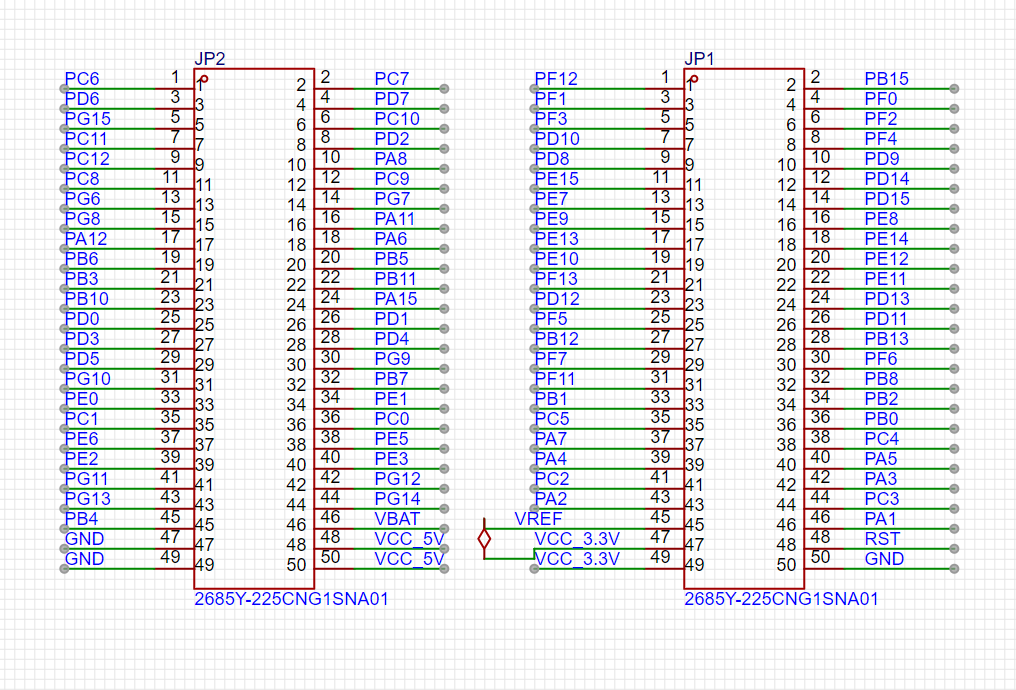 JP2 JP1
PC6 1 1 2 2 PC7 PF12 1 1 2 2 PB15
PD6 3 3 4 4 PD7 PF1 3 3 4 4 PF0
PG15 5 5 6 6 PC10 PF3 5 5 6 6 PF2
PC11 7 7 8 8 PD2 PD10 7 7 8 8 PF4
PC12 9 9 10 10 PA8 PD8 9 9 10 10 PD9
PC8 11 11 12 12 PC9 PE15 11 11 12 12 PD14
PG6 13 13 14 14 PG7 PE7 13 13 14 14 PD15
PG8 15 15 16 16 PA11 PE9 15 15 16 16 PE8
PA12 17 17 18 18 PA6 PE13 17 17 18 18 PE14
PB6 19 19 20 20 PB5 PE10 19 19 20 20 PE12
PB3 21 21 22 22 PB11 PF13 21 21 22 22 PE11
PB10 23 23 24 24 PA15 PD12 23 23 24 24 PD13
PD0 25 25 26 26 PD1 PF5 25 25 26 26 PD11
PD3 27 27 28 28 PD4 PB12 27 27 28 28 PB13
PD5 29 29 30 30 PG9 PF7 29 29 30 30 PF6
PG10 31 31 32 32 PB7 PF11 31 31 32 32 PB8
PE0 33 33 34 34 PE1 PB1 33 33 34 34 PB2
PC1 35 35 36 36 PC0 PC5 35 35 36 36 PB0
PE6 37 37 38 38 PE5 PA7 37 37 38 38 PC4
PE2 39 39 40 40 PE3 PA4 39 39 40 40 PA5
PG11 41 41 42 42 PG12 PC2 41 41 42 42 PA3
PG13 43 43 44 44 PG14 PA2 43 43 44 44 PC3
PB4 45 45 46 46 VBAT VREF 45 45 46 46 PA1
GND 47 47 48 48 VCC_5V VCC_3.3V 47 47 48 48 RST
GND 49 49 50 50 VCC_5V VCC_3.3V 49 49 50 50 GND
2685Y-225CNG1SNA01 2685Y-225CNG1SNA01